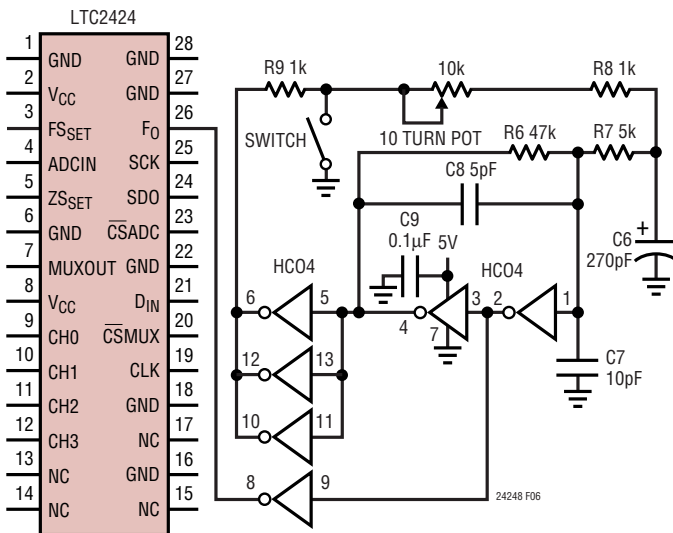 LTC2424
1 GND GND 28
2 VCC GND 27
3 FSSET FO 26
4 ADCIN SCK 25
5 ZSSET SDO 24
6 GND CSADC 23
7 MUXOUT GND 22
8 VCC DIN 21
9 CH0 CSMUX 20
10 CH1 CLK 19
11 CH2 GND 18
12 CH3 NC 17
13 NC GND 16
14 NC NC 15
R9 1k
10k
R8 1k
SWITCH
10 TURN POT
R6 47k
R7 5k
C8 5pF
C9
0.1µF
5V
C6
270pF
+
HC04
HC04
6 5
4 3
7
2 1
12 13
10 11
8 9
C7
10pF
24248 F06